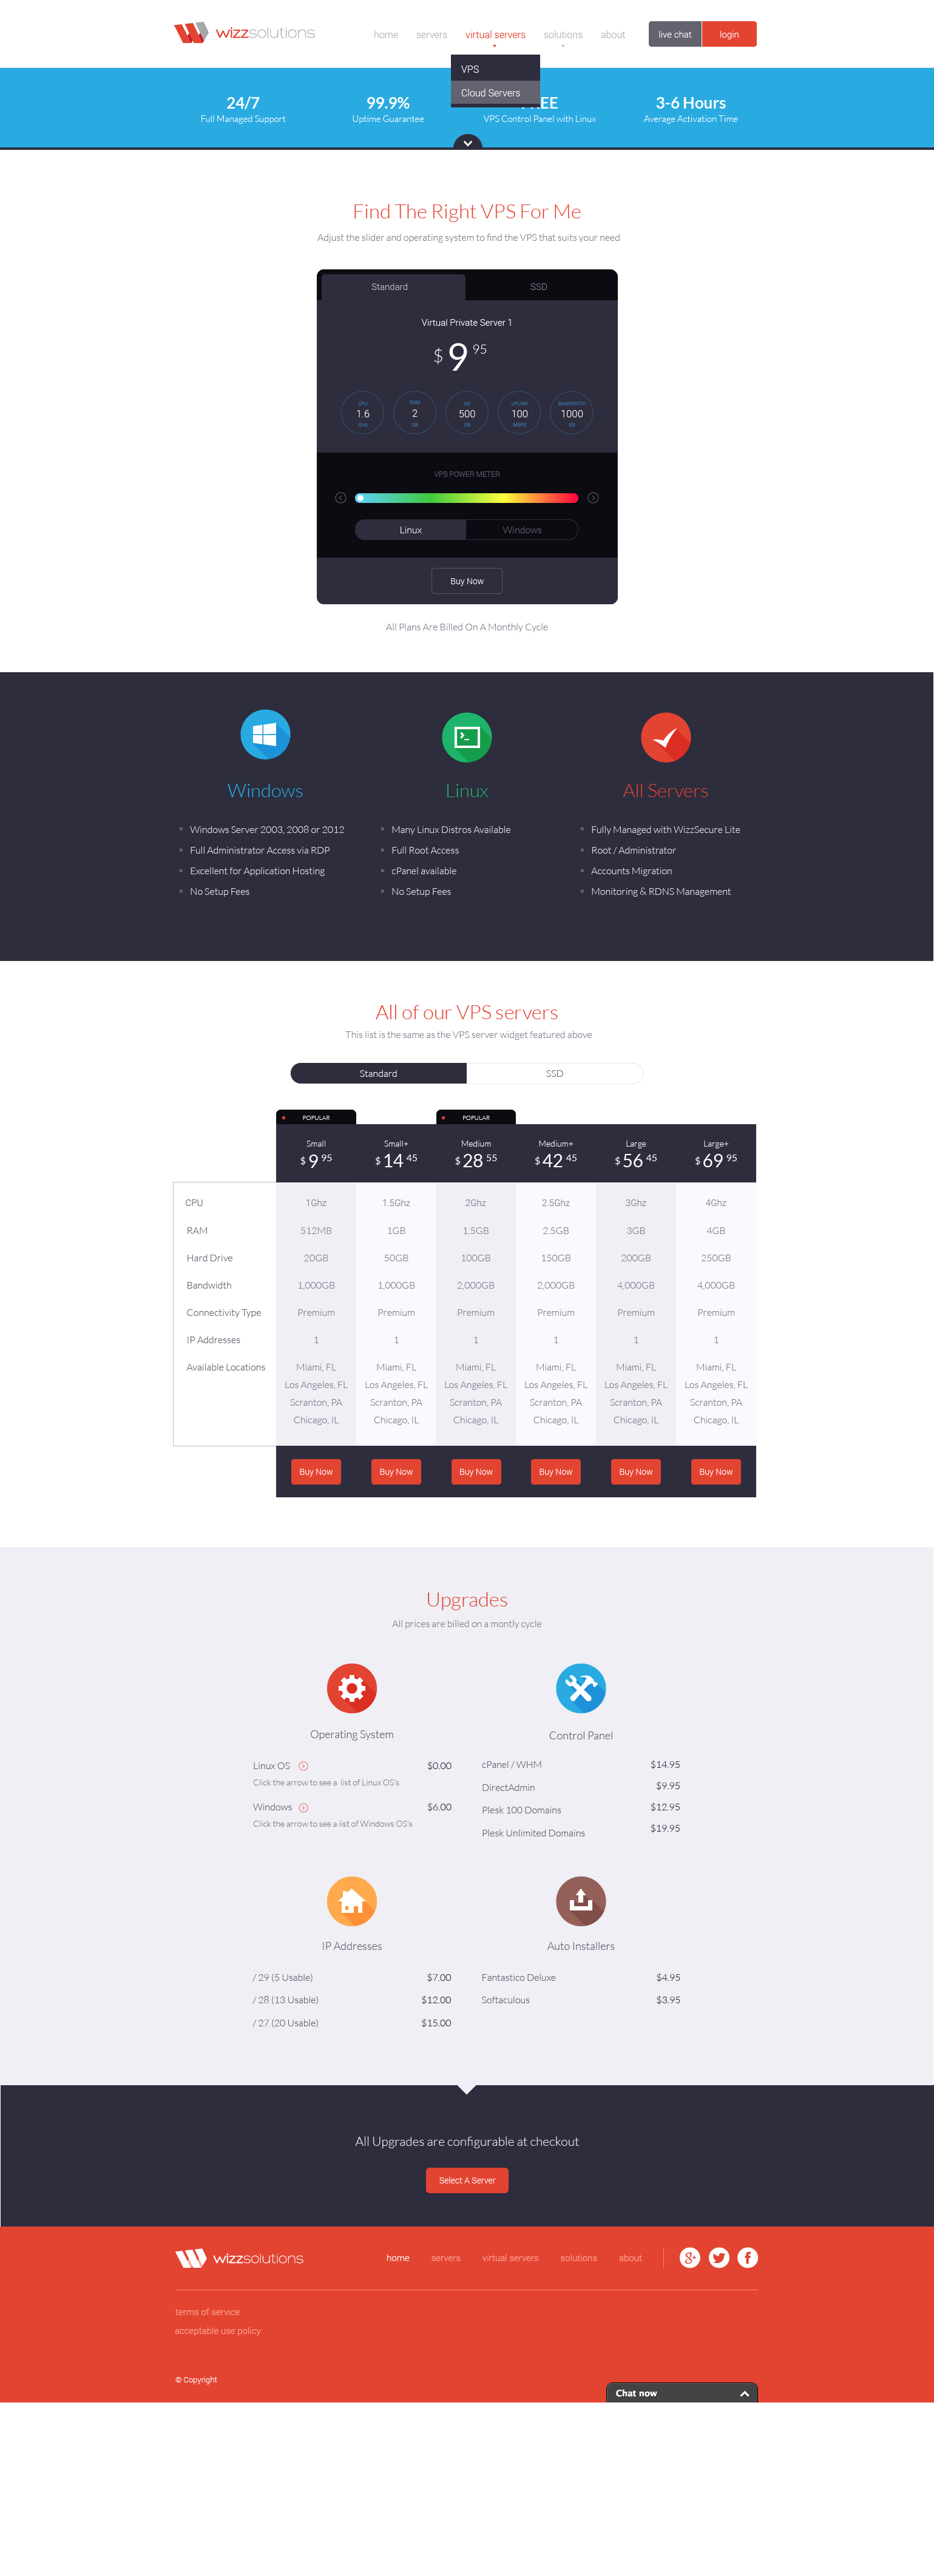 wizzsolutions
home servers virtual servers solutions about live chat login
VPS
Cloud Servers
24/7 99.9% EE 3-6 Hours
Full Managed Support Uptime Guarantee VPS Control Panel with Linux Average Activation Time
Find The Right VPS For Me
Adjust the slider and operating system to find the VPS that suits your need
Standard SSD
Virtual Private Server 1
$ 9 95
CPU RAM HD UPLINK BANDWIDTH
1.6 2 500 100 1000
GHz GB GB MBPS GB
VPS POWER METER
Linux Windows
Buy Now
All Plans Are Billed On A Monthly Cycle
Windows
Windows Server 2003, 2008 or 2012
Full Administrator Access via RDP
Excellent for Application Hosting
No Setup Fees
Linux
Many Linux Distros Available
Full Root Access
cPanel available
No Setup Fees
All Servers
Fully Managed with WizzSecure Lite
Root / Administrator
Accounts Migration
Monitoring & RDNS Management
All of our VPS servers
This list is the same as the VPS server widget featured above
Standard SSD
POPULAR POPULAR
Small Small+ Medium Medium+ Large Large+
$ 9 95 $ 14 45 $ 28 55 $ 42 45 $ 56 45 $ 69 95
CPU 1Ghz 1.5Ghz 2Ghz 2.5Ghz 3Ghz 4Ghz
RAM 512MB 1GB 1.5GB 2.5GB 3GB 4GB
Hard Drive 20GB 50GB 100GB 150GB 200GB 250GB
Bandwidth 1,000GB 1,000GB 2,000GB 2,000GB 4,000GB 4,000GB
Connectivity Type Premium Premium Premium Premium Premium Premium
IP Addresses 1 1 1 1 1 1
Available Locations Miami, FL Miami, FL Miami, FL Miami, FL Miami, FL Miami, FL
Los Angeles, FL Los Angeles, FL Los Angeles, FL Los Angeles, FL Los Angeles, FL Los Angeles, FL
Scranton, PA Scranton, PA Scranton, PA Scranton, PA Scranton, PA Scranton, PA
Chicago, IL Chicago, IL Chicago, IL Chicago, IL Chicago, IL Chicago, IL
Buy Now Buy Now Buy Now Buy Now Buy Now Buy Now
Upgrades
All prices are billed on a montly cycle
Operating System
Linux OS $0.00
Click the arrow to see a list of Linux OS's
Windows $6.00
Click the arrow to see a list of Windows OS's
Control Panel
cPanel / WHM $14.95
DirectAdmin $9.95
Plesk 100 Domains $12.95
Plesk Unlimited Domains $19.95
IP Addresses
/ 29 (5 Usable) $7.00
/ 28 (13 Usable) $12.00
/ 27 (20 Usable) $15.00
Auto Installers
Fantastico Deluxe $4.95
Softaculous $3.95
All Upgrades are configurable at checkout
Select A Server
wizzsolutions
home servers virtual servers solutions about
terms of service
acceptable use policy
© Copyright
Chat now